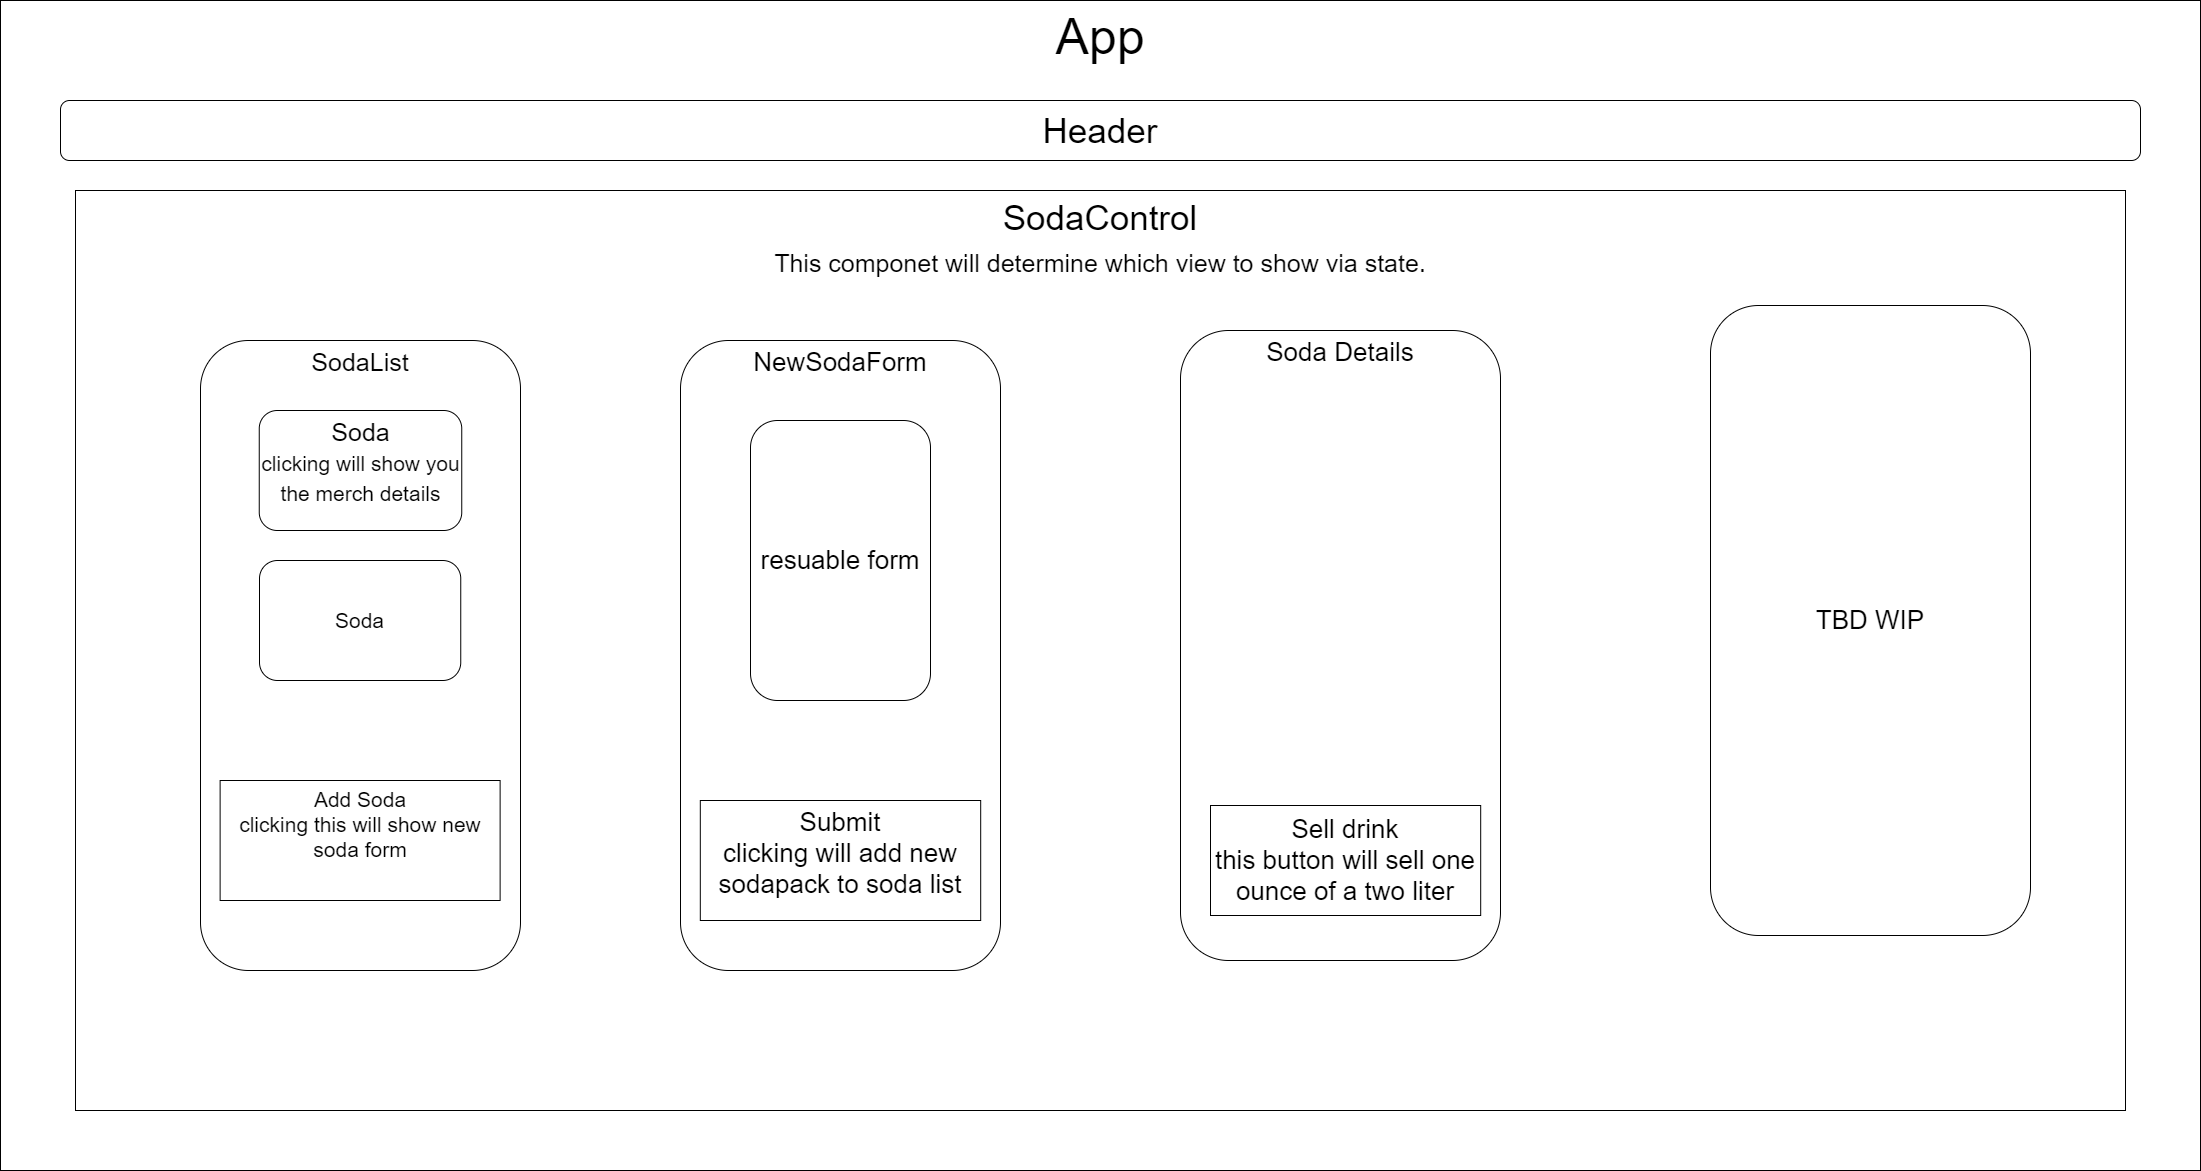 App
Header
SodaControl
This componet will determine which view to show via state.
SodaList
Soda
clicking will show you
the merch details
Soda
Add Soda
clicking this will show new
soda form
NewSodaForm
resuable form
Submit
clicking will add new
sodapack to soda list
Soda Details
Sell drink
this button will sell one
ounce of a two liter
TBD WIP